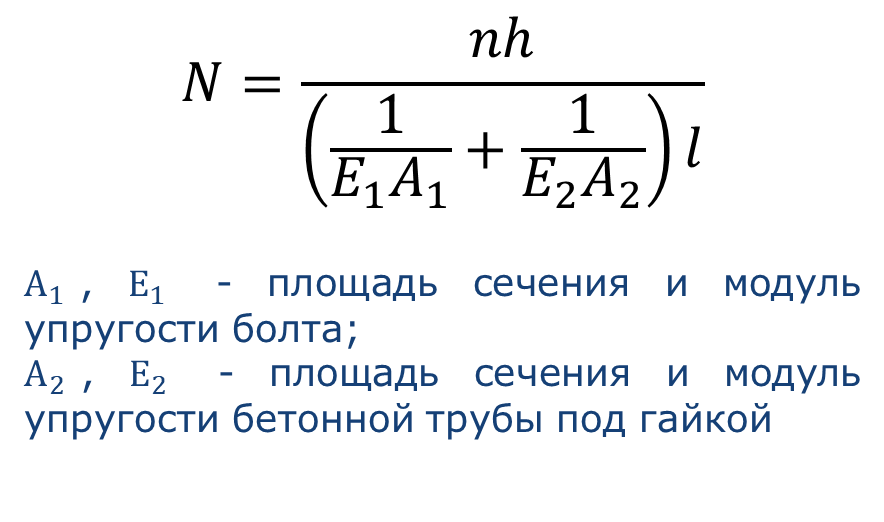 N = nh / (1/E₁A₁ + 1/E₂A₂) l
A₁ , E₁ - площадь сечения и модуль
упругости болта;
A₂ , E₂ - площадь сечения и модуль
упругости бетонной трубы под гайкой